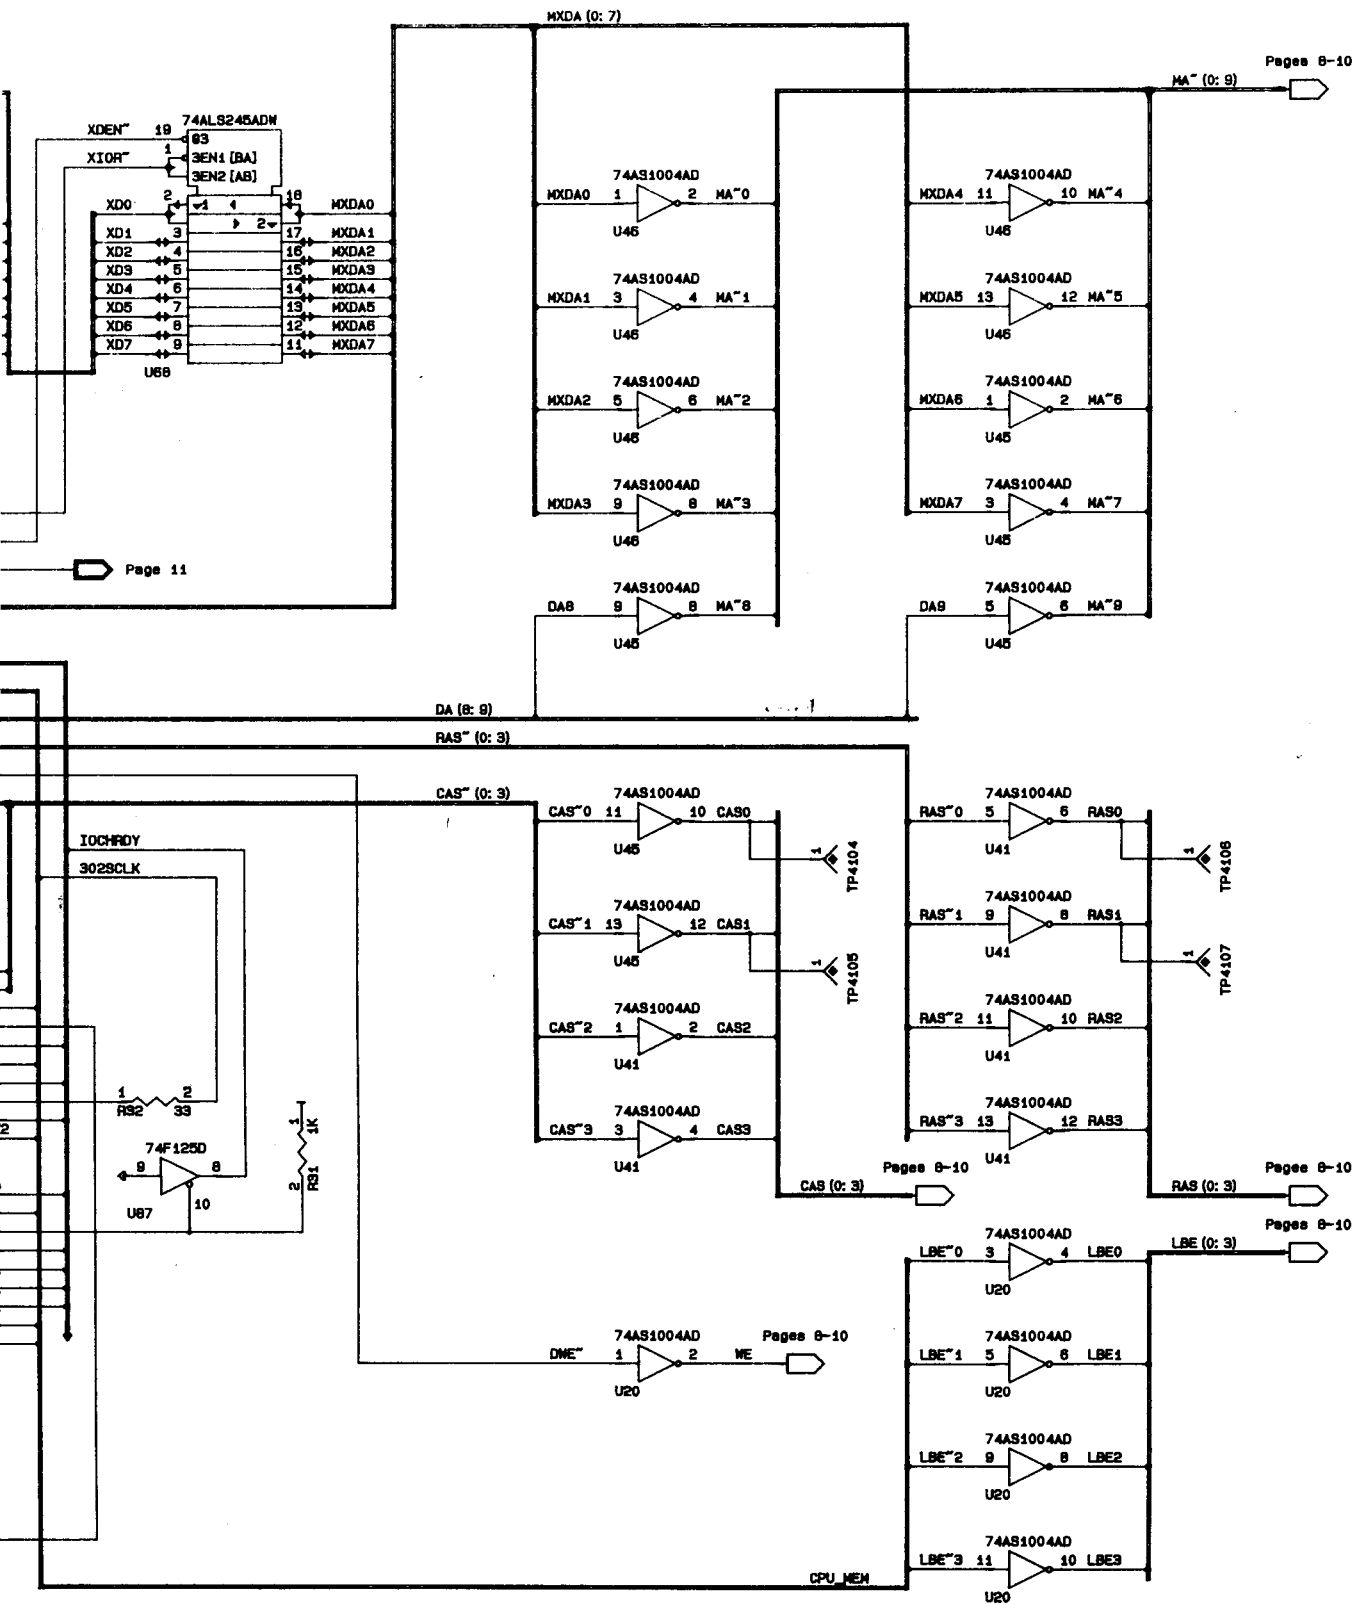 MXDA (0: 7)
Pages 8-10
MA~ (0: 9)
74ALS245ADW
XDEN~ 19 G3
XIOR~ 1 3EN1 [BA]
3EN2 [AB]
XD0 2 1 4 18 MXDA0
2
XD1 3 17 MXDA1
XD2 4 16 MXDA2
XD3 5 15 MXDA3
XD4 6 14 MXDA4
XD5 7 13 MXDA5
XD6 8 12 MXDA6
XD7 9 11 MXDA7
U68
74AS1004AD
MXDA0 1 2 MA~0
U46
74AS1004AD
MXDA4 11 10 MA~4
U46
74AS1004AD
MXDA1 3 4 MA~1
U46
74AS1004AD
MXDA5 13 12 MA~5
U46
74AS1004AD
MXDA2 5 6 MA~2
U46
74AS1004AD
MXDA6 1 2 MA~6
U45
74AS1004AD
MXDA3 9 8 MA~3
U46
74AS1004AD
MXDA7 3 4 MA~7
U45
Page 11
74AS1004AD
DA8 9 8 MA~8
U45
74AS1004AD
DA9 5 6 MA~9
U45
DA (8: 9)
RAS~ (0: 3)
CAS~ (0: 3)
IOCHRDY
302SCLK
74AS1004AD
CAS~0 11 10 CAS0
U45
1
TP4104
74AS1004AD
RAS~0 5 6 RAS0
U41
1
TP4106
74AS1004AD
CAS~1 13 12 CAS1
U45
1
TP4105
74AS1004AD
RAS~1 9 8 RAS1
U41
1
TP4107
74AS1004AD
CAS~2 1 2 CAS2
U41
74AS1004AD
RAS~2 11 10 RAS2
U41
74AS1004AD
CAS~3 3 4 CAS3
U41
74AS1004AD
RAS~3 13 12 RAS3
U41
1 2
R92 33
2
74F125D
9 8
10
U87
1 1K
2 R91
Pages 8-10
CAS (0: 3)
Pages 8-10
RAS (0: 3)
Pages 8-10
LBE (0: 3)
74AS1004AD
LBE~0 3 4 LBE0
U20
74AS1004AD
DWE~ 1 2 WE
U20
Pages 8-10
74AS1004AD
LBE~1 5 6 LBE1
U20
74AS1004AD
LBE~2 9 8 LBE2
U20
74AS1004AD
LBE~3 11 10 LBE3
U20
CPU_MEM